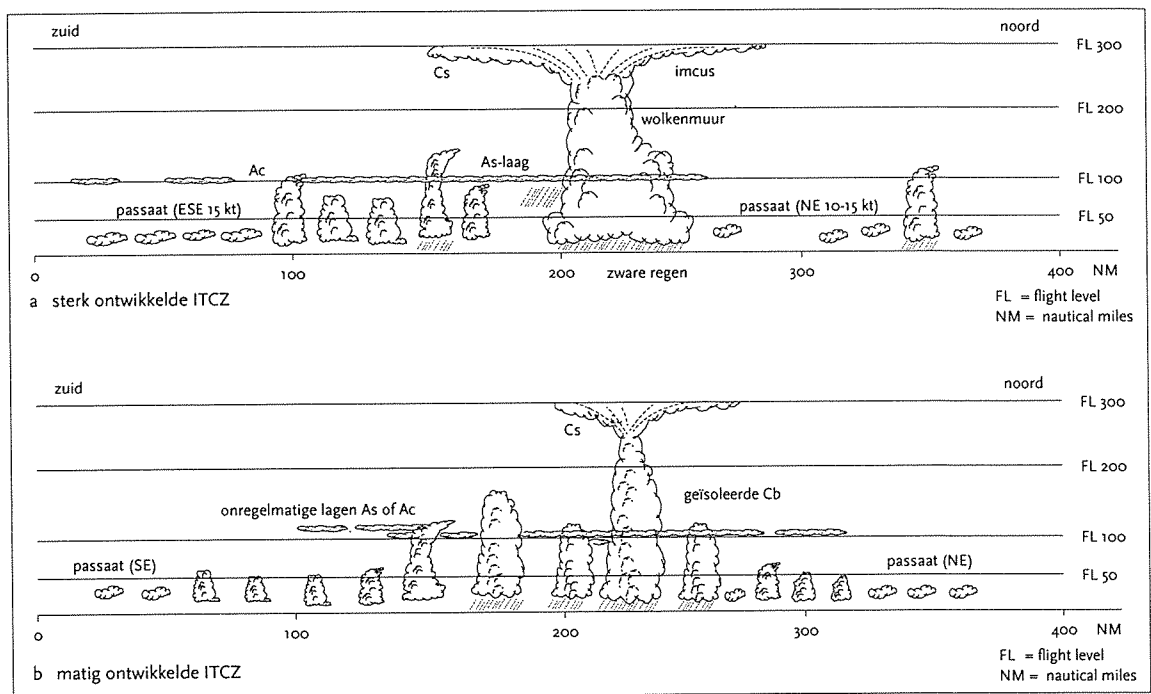 zuid noord
FL 300
Cs imcus
FL 200
wolkenmuur
Ac As-laag
FL 100
passaat (ESE 15 kt) passaat (NE 10-15 kt)
FL 50
0 100 200 zware regen 300 400 NM
a sterk ontwikkelde ITCZ
FL = flight level
NM = nautical miles
zuid noord
FL 300
Cs
FL 200
onregelmatige lagen As of Ac geïsoleerde Cb
FL 100
passaat (SE) passaat (NE)
FL 50
0 100 200 300 400 NM
b matig ontwikkelde ITCZ
FL = flight level
NM = nautical miles